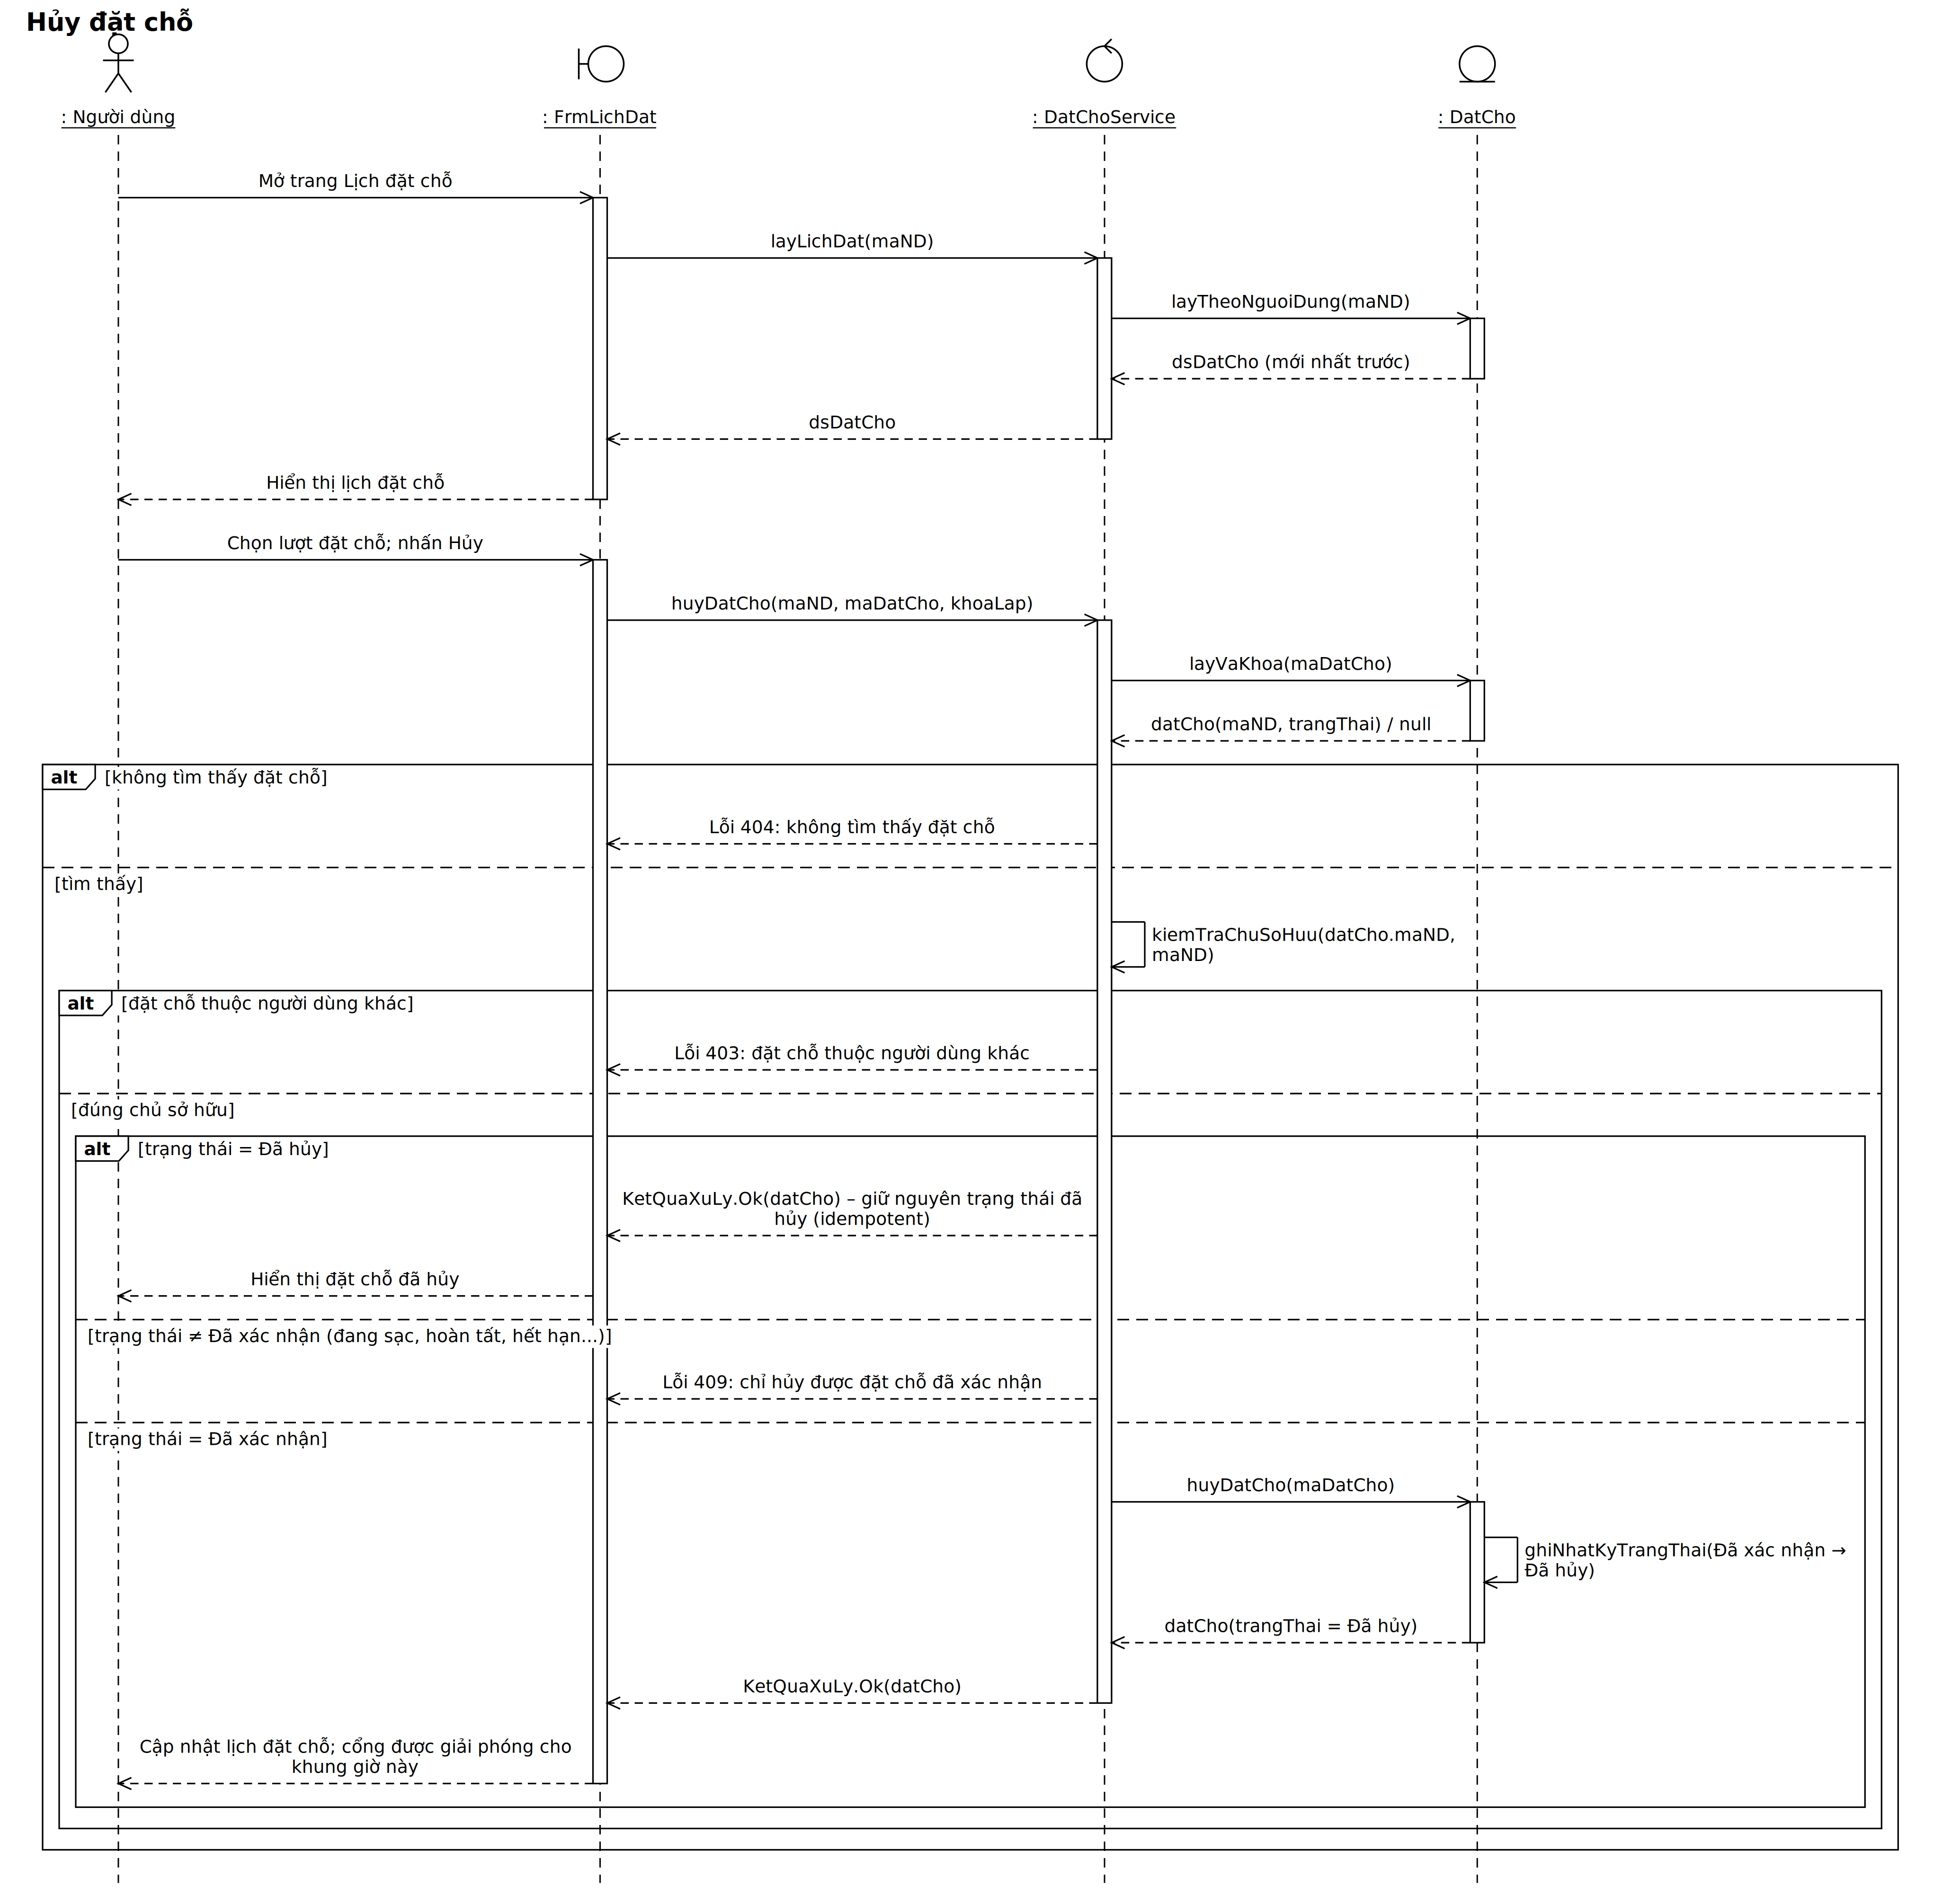 Hủy đặt chỗ
: Người dùng
: FrmLichDat
: DatChoService
: DatCho
Mở trang Lịch đặt chỗ
layLichDat(maND)
layTheoNguoiDung(maND)
dsDatCho (mới nhất trước)
dsDatCho
Hiển thị lịch đặt chỗ
Chọn lượt đặt chỗ; nhấn Hủy
huyDatCho(maND, maDatCho, khoaLap)
layVaKhoa(maDatCho)
datCho(maND, trangThai) / null
alt [không tìm thấy đặt chỗ]
Lỗi 404: không tìm thấy đặt chỗ
[tìm thấy]
kiemTraChuSoHuu(datCho.maND,
maND)
alt [đặt chỗ thuộc người dùng khác]
Lỗi 403: đặt chỗ thuộc người dùng khác
[đúng chủ sở hữu]
alt [trạng thái = Đã hủy]
KetQuaXuLy.Ok(datCho) – giữ nguyên trạng thái đã
hủy (idempotent)
Hiển thị đặt chỗ đã hủy
[trạng thái ≠ Đã xác nhận (đang sạc, hoàn tất, hết hạn...)]
Lỗi 409: chỉ hủy được đặt chỗ đã xác nhận
[trạng thái = Đã xác nhận]
huyDatCho(maDatCho)
ghiNhatKyTrangThai(Đã xác nhận →
Đã hủy)
datCho(trangThai = Đã hủy)
KetQuaXuLy.Ok(datCho)
Cập nhật lịch đặt chỗ; cổng được giải phóng cho
khung giờ này